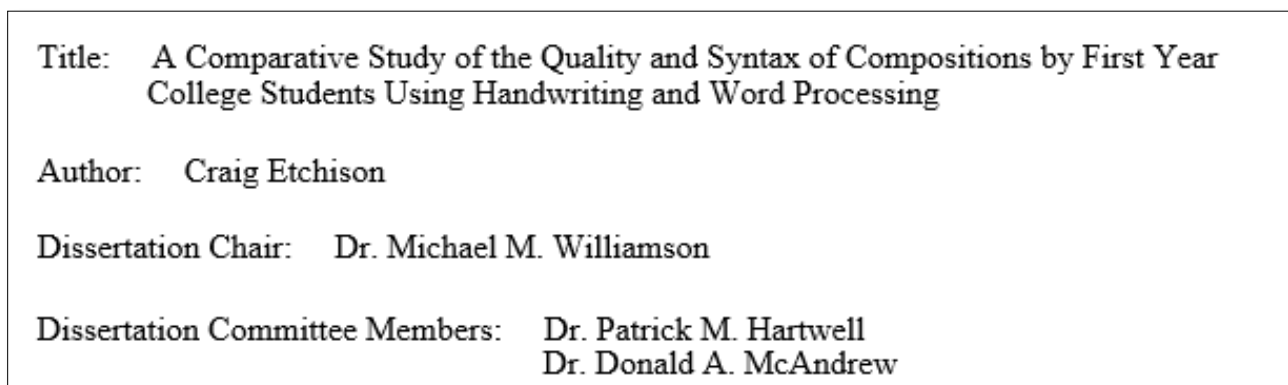 Title: A Comparative Study of the Quality and Syntax of Compositions by First Year
College Students Using Handwriting and Word Processing
Author: Craig Etchison
Dissertation Chair: Dr. Michael M. Williamson
Dissertation Committee Members: Dr. Patrick M. Hartwell
Dr. Donald A. McAndrew